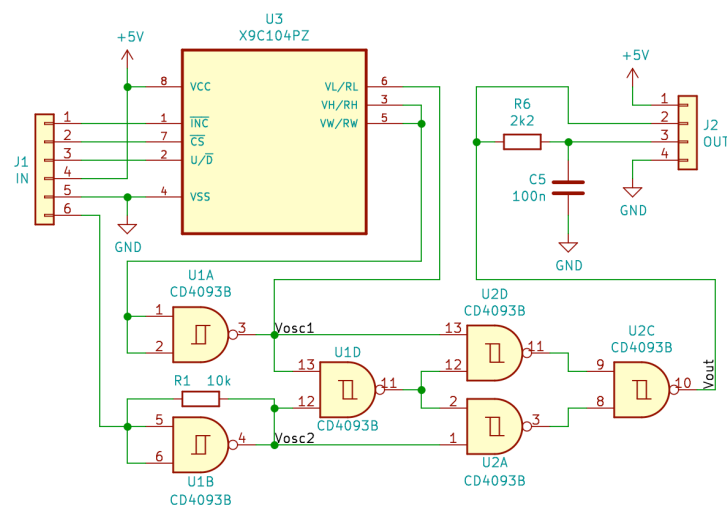 U3
X9C104PZ
+5V
8 VCC
1 INC
7 CS
2 U/D
4 VSS
VL/RL 6
VH/RH 3
VW/RW 5
J1
IN
1
2
3
4
5
6
GND
+5V
R6
2k2
C5
100n
GND
GND
1
2
3
4
J2
OUT
U1A
CD4093B
1
2
3
Vosc1
R1 10k
5
6
4
Vosc2
U1B
CD4093B
U1D
13
12
11
CD4093B
U2D
CD4093B
13
12
11
2
1
3
U2A
CD4093B
U2C
CD4093B
9
8
10
Vout